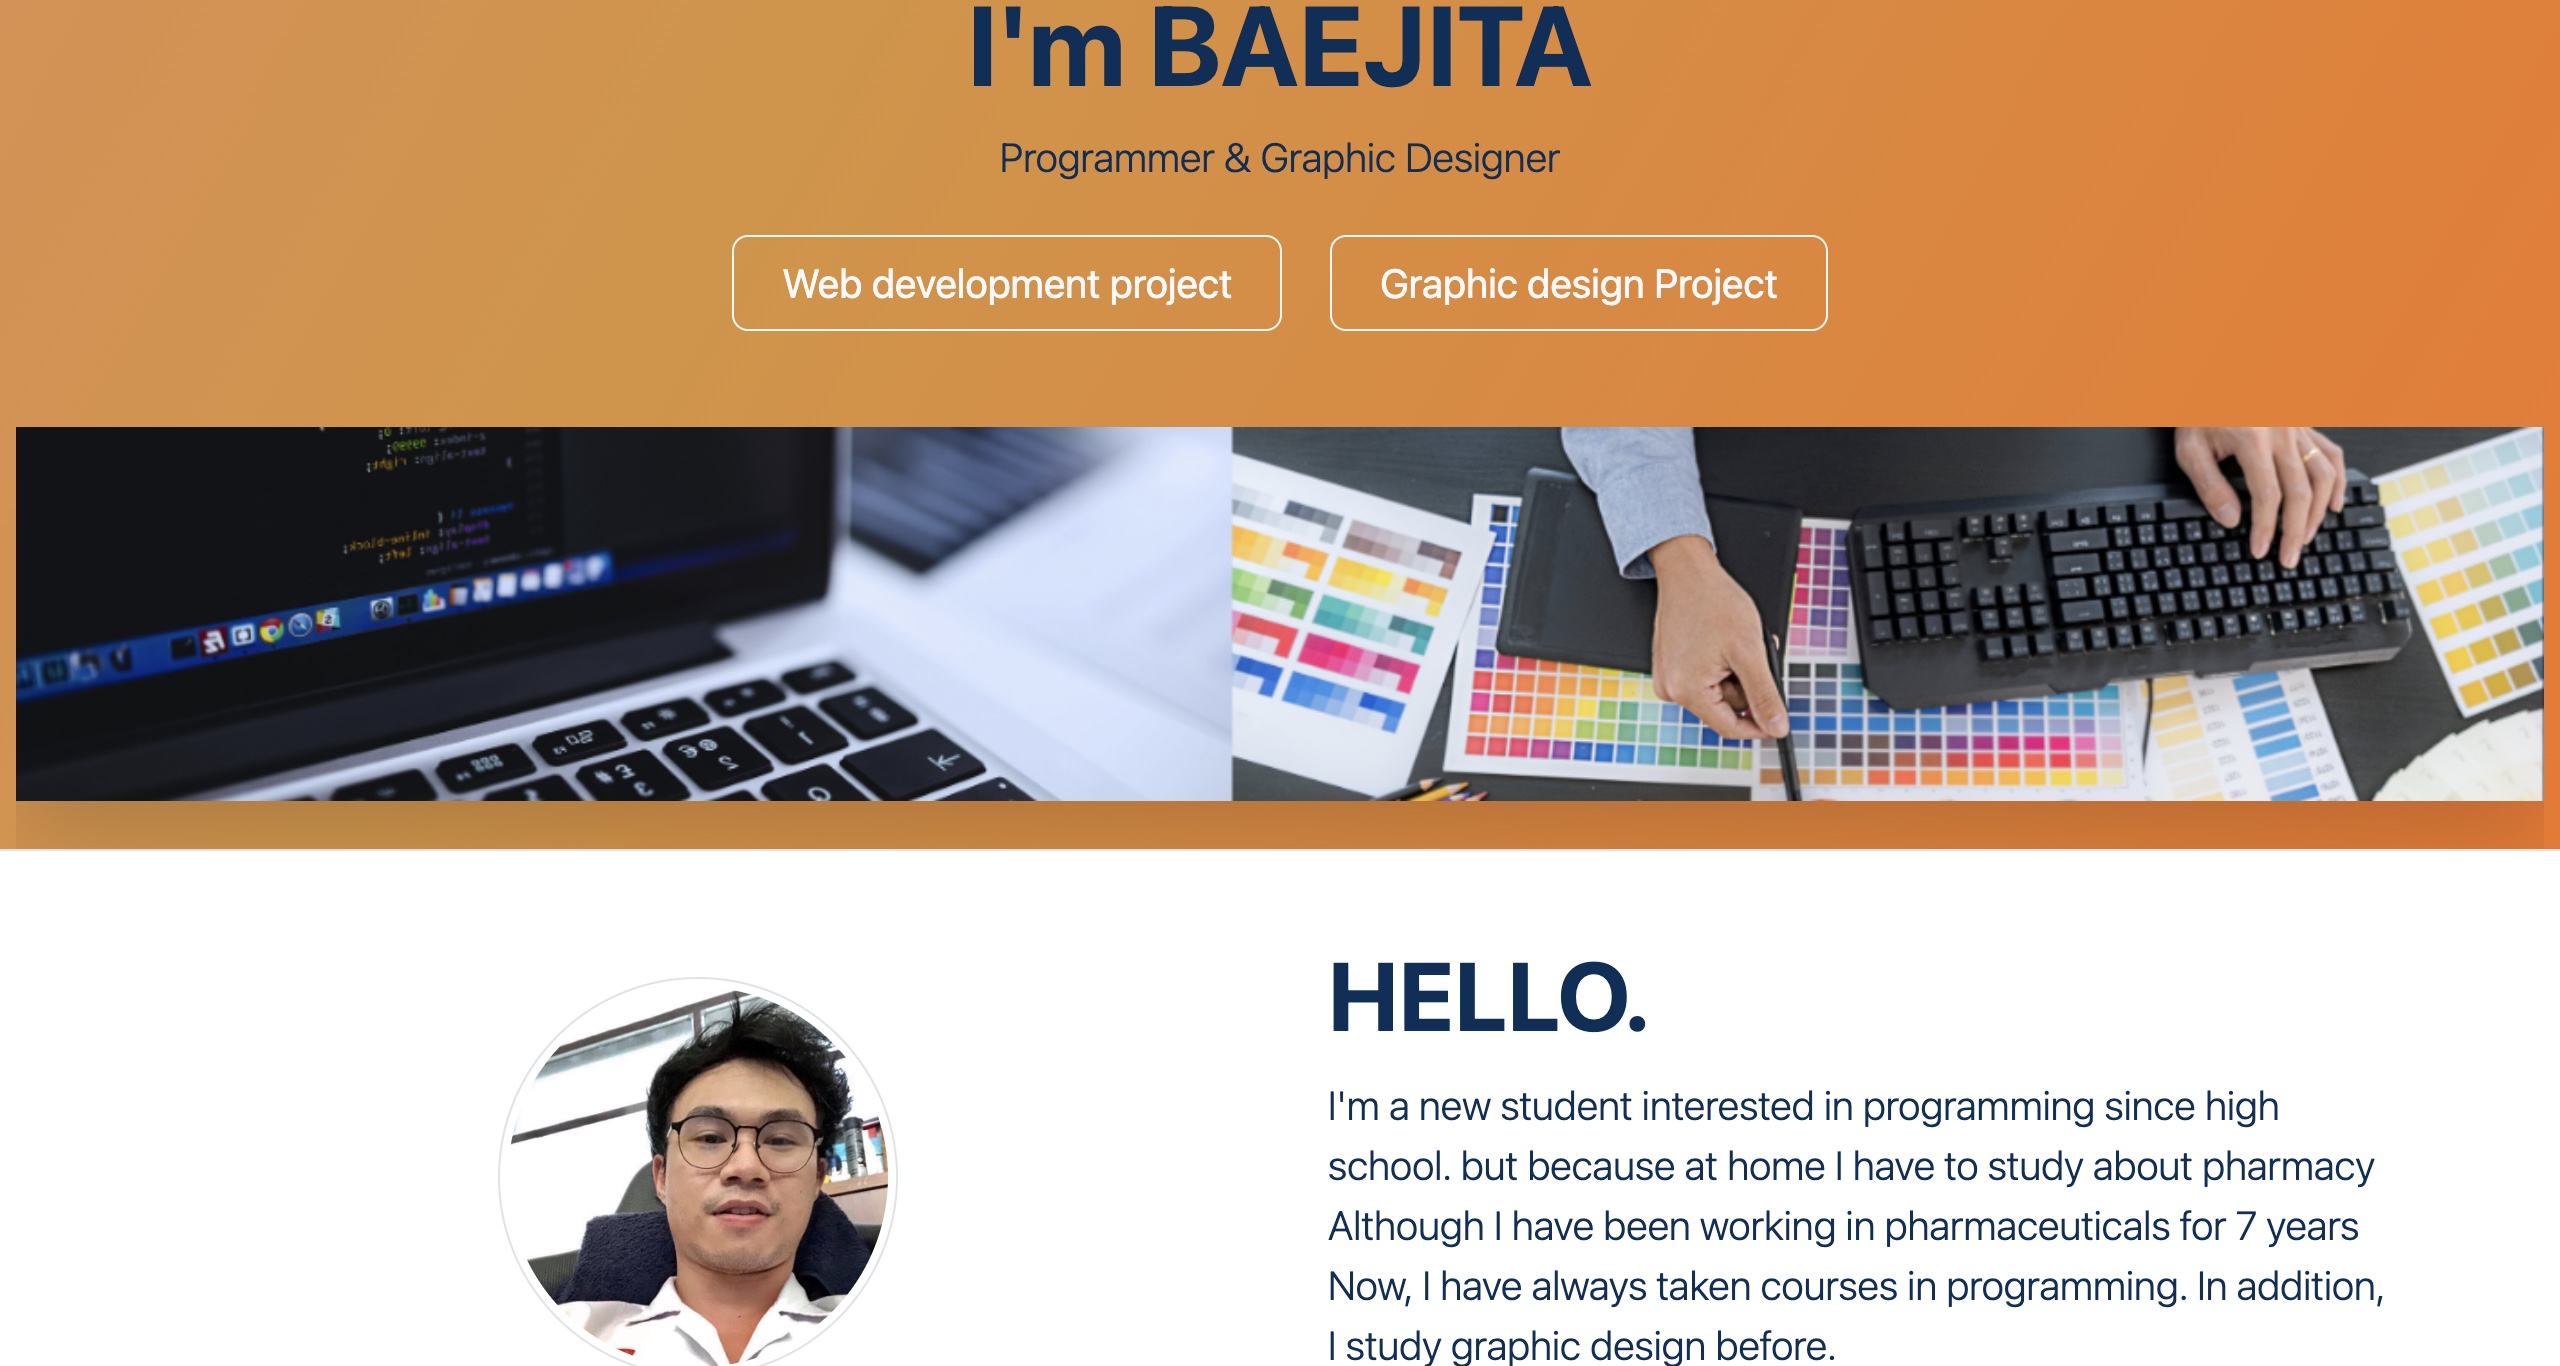 I'm BAEJITA
Programmer & Graphic Designer
Web development project
Graphic design Project
HELLO.
I'm a new student interested in programming since high
school. but because at home I have to study about pharmacy
Although I have been working in pharmaceuticals for 7 years
Now, I have always taken courses in programming. In addition,
I study graphic design before.